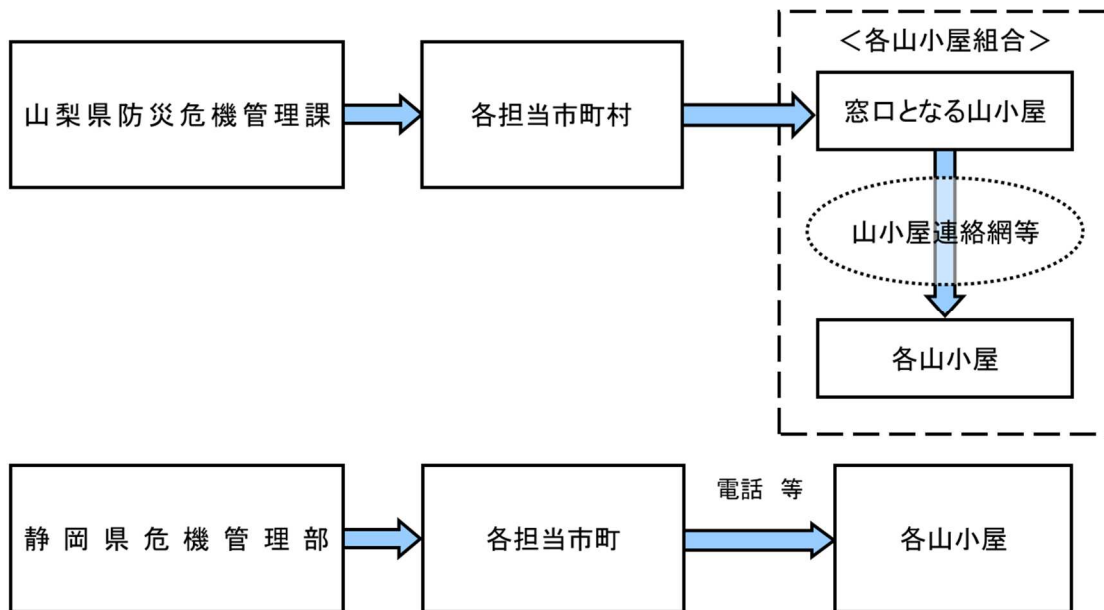 ＜各山小屋組合＞
山梨県防災危機管理課
各担当市町村
窓口となる山小屋
山小屋連絡網等
各山小屋
静岡県危機管理部
各担当市町
電話 等
各山小屋